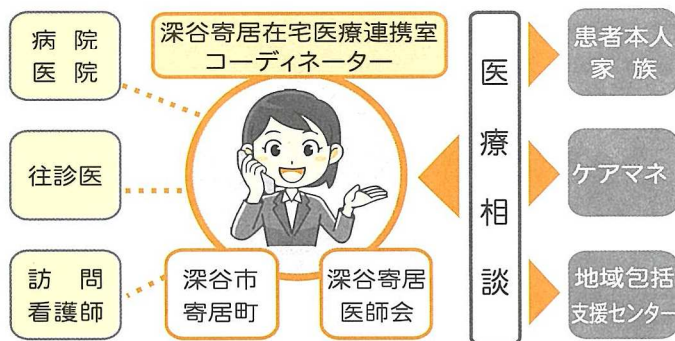 病院
医院
深谷寄居在宅医療連携室
コーディネーター
往診医
訪問
看護師
深谷市
寄居町
深谷寄居
医師会
医療相談
患者本人
家族
ケアマネ
地域包括
支援センター